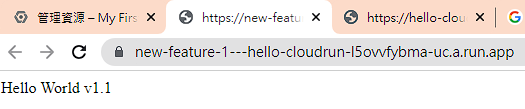 管理資源 – My First
https://new-featu
https://hello-clou
new-feature-1---hello-cloudrun-l5ovvfybma-uc.a.run.app
Hello World v1.1